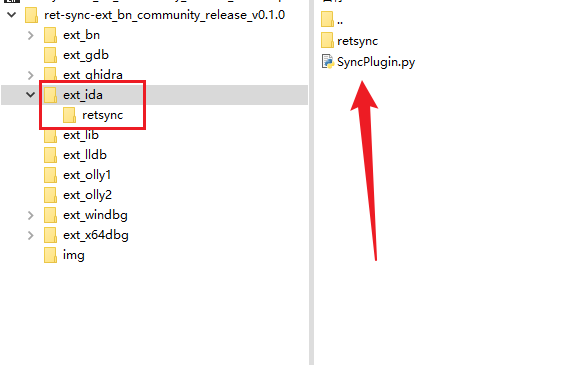 ret-sync-ext_bn_community_release_v0.1.0
ext_bn
ext_gdb
ext_ghidra
ext_ida
retsync
ext_lib
ext_lldb
ext_olly1
ext_olly2
ext_windbg
ext_x64dbg
img
..
retsync
SyncPlugin.py